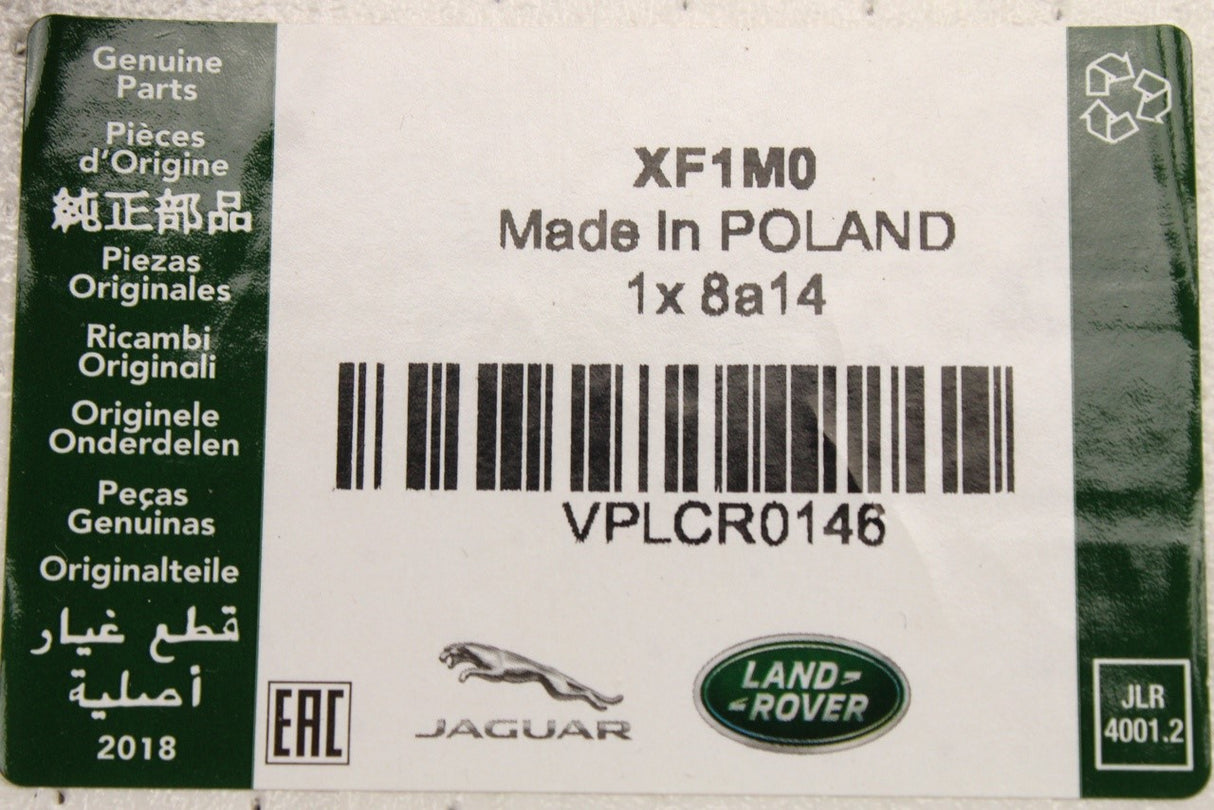 Genuine
Parts
Pièces
d'Origine
純正部品
Piezas
Originales
Ricambi
Originali
Originele
Onderdelen
Peças
Genuinas
Originalteile
قطع غيار
أصلية
2018
XF1M0
Made In POLAND
1x 8a14
VPLCR0146
EAC
JAGUAR
LAND-
-ROVER
JLR
4001.2